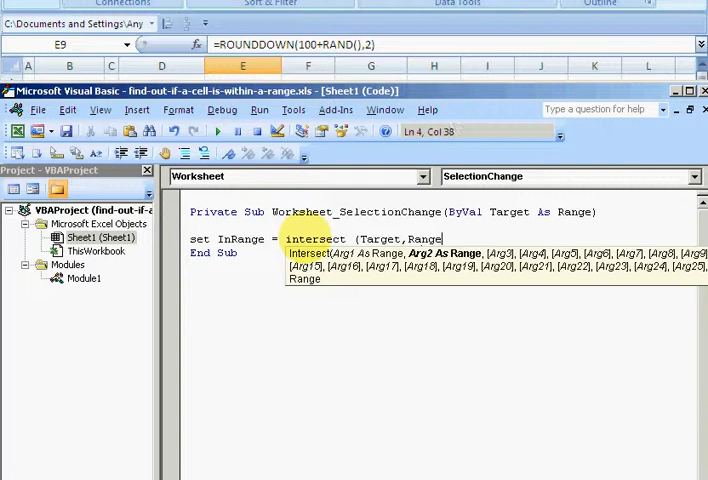 Connections Sort & Filter Data Tools Outline
C:\Documents and Settings\Any
E9 fx =ROUNDDOWN(100+RAND(),2)
A B C D E F G H I J K L M
Microsoft Visual Basic - find-out-if-a-cell-is-within-a-range.xls - [Sheet1 (Code)]
File Edit View Insert Format Debug Run Tools Add-Ins Window Help Type a question for help
Ln 4, Col 38
Project - VBAProject
Worksheet SelectionChange
VBAProject (find-out-if-a
Microsoft Excel Objects
Sheet1 (Sheet1)
ThisWorkbook
Modules
Module1
Private Sub Worksheet_SelectionChange(ByVal Target As Range)
set InRange = intersect (Target,Range
End Sub
Intersect(Arg1 As Range, Arg2 As Range, [Arg3], [Arg4], [Arg5], [Arg6], [Arg7], [Arg8], [Arg9]
[Arg15], [Arg16], [Arg17], [Arg18], [Arg19], [Arg20], [Arg21], [Arg22], [Arg23], [Arg24], [Arg25],
Range